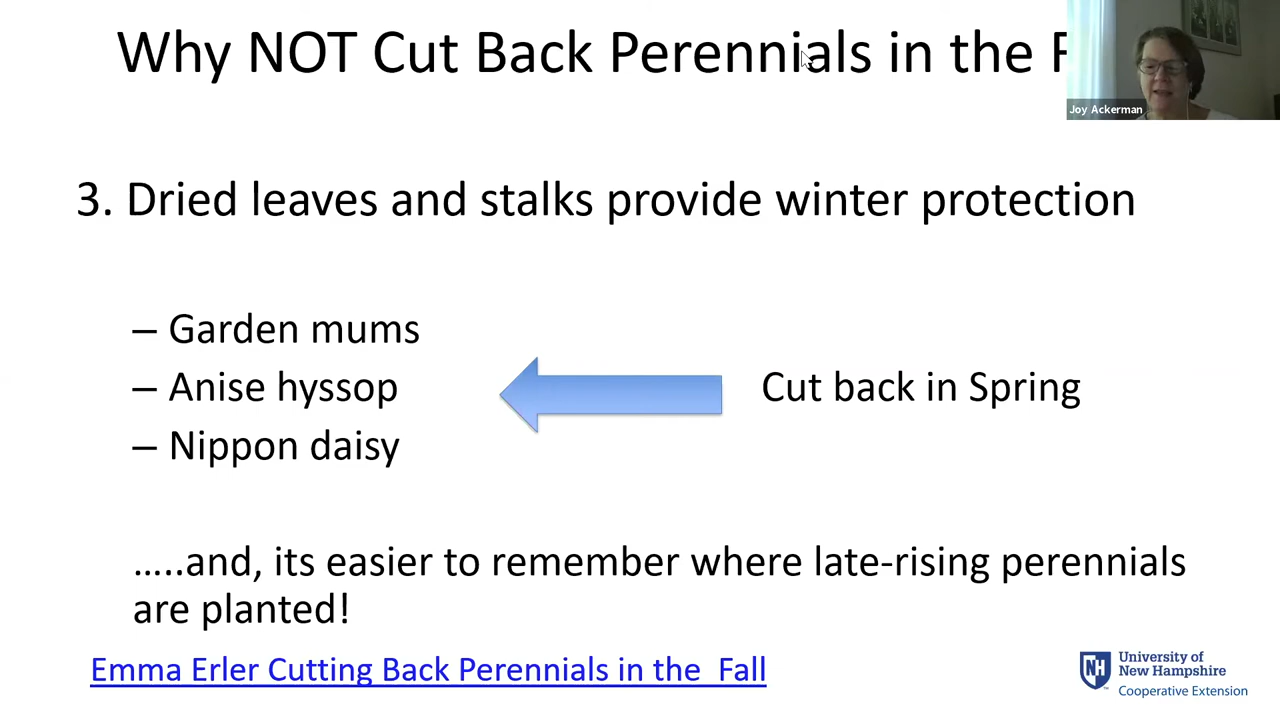 Why NOT Cut Back Perennials in the F
Joy Ackerman
3. Dried leaves and stalks provide winter protection
– Garden mums
– Anise hyssop
– Nippon daisy
Cut back in Spring
…..and, its easier to remember where late-rising perennials
are planted!
Emma Erler Cutting Back Perennials in the  Fall
NH
University of
New Hampshire
Cooperative Extension